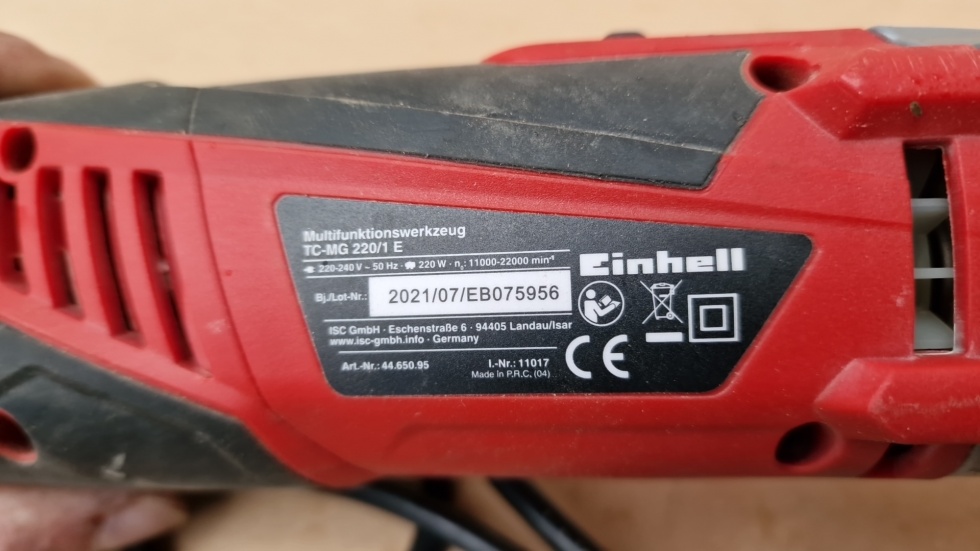 Multifunktionswerkzeug
TC-MG 220/1 E
220-240 V ~ 50 Hz · 220 W · n₀: 11000-22000 min⁻¹
Einhell
Bj./Lot-Nr.: 2021/07/EB075956
ISC GmbH · Eschenstraße 6 · 94405 Landau/Isar
www.isc-gmbh.info · Germany
CE
Art.-Nr.: 44.650.95 I.-Nr.: 11017
Made in P.R.C. (04)